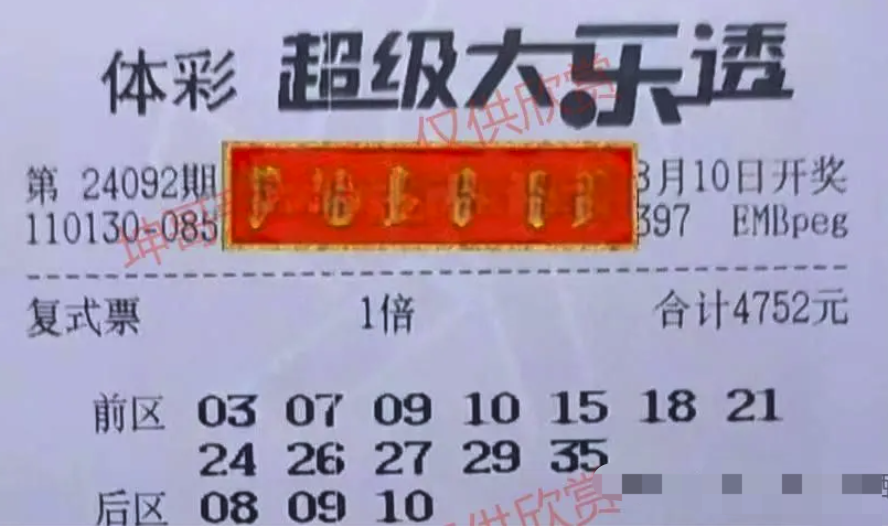 体彩 超级大乐透
仅供欣赏
第 24092期
8月10日开奖
110130-085
397 EMBpeg
坤哥
复式票 1倍 合计4752元
前区 03 07 09 10 15 18 21
24 26 27 29 35
后区 08 09 10
仅供欣赏